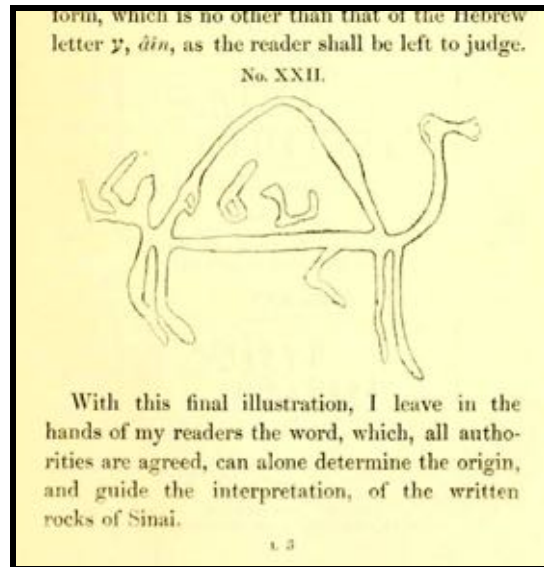 form, which is no other than that of the Hebrew
letter ע, âin, as the reader shall be left to judge.
No. XXII.
With this final illustration, I leave in the
hands of my readers the word, which, all autho-
rities are agreed, can alone determine the origin,
and guide the interpretation, of the written
rocks of Sinai.